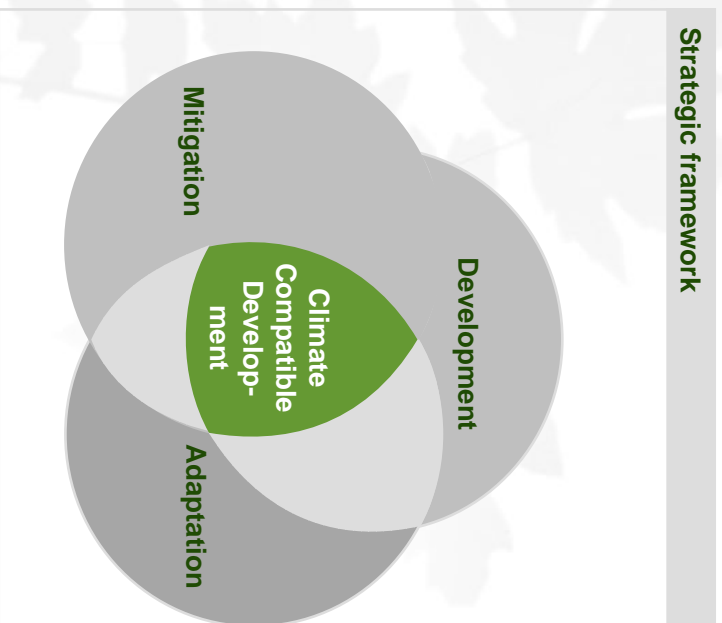 Strategic framework
Development
Climate
Compatible
Develop-
ment
Mitigation
Adaptation